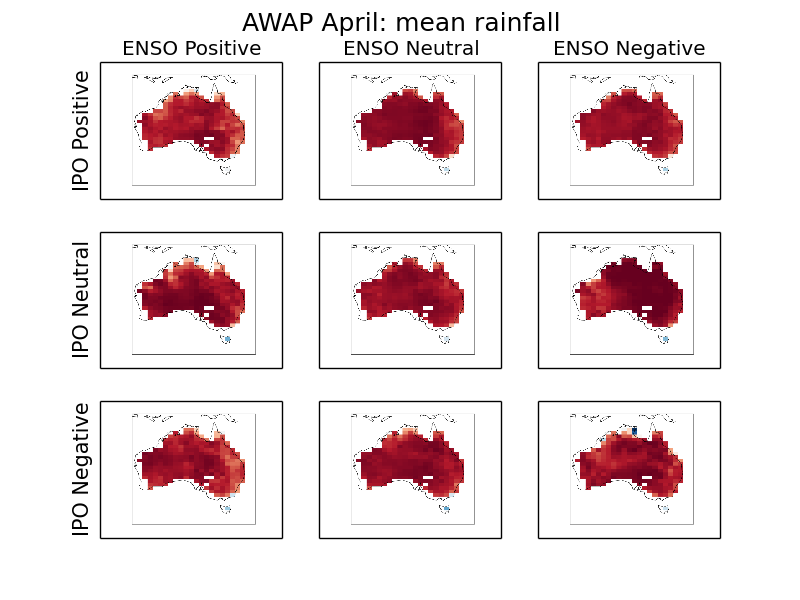 AWAP April: mean rainfall
ENSO Positive ENSO Neutral ENSO Negative
IPO Positive
IPO Neutral
IPO Negative